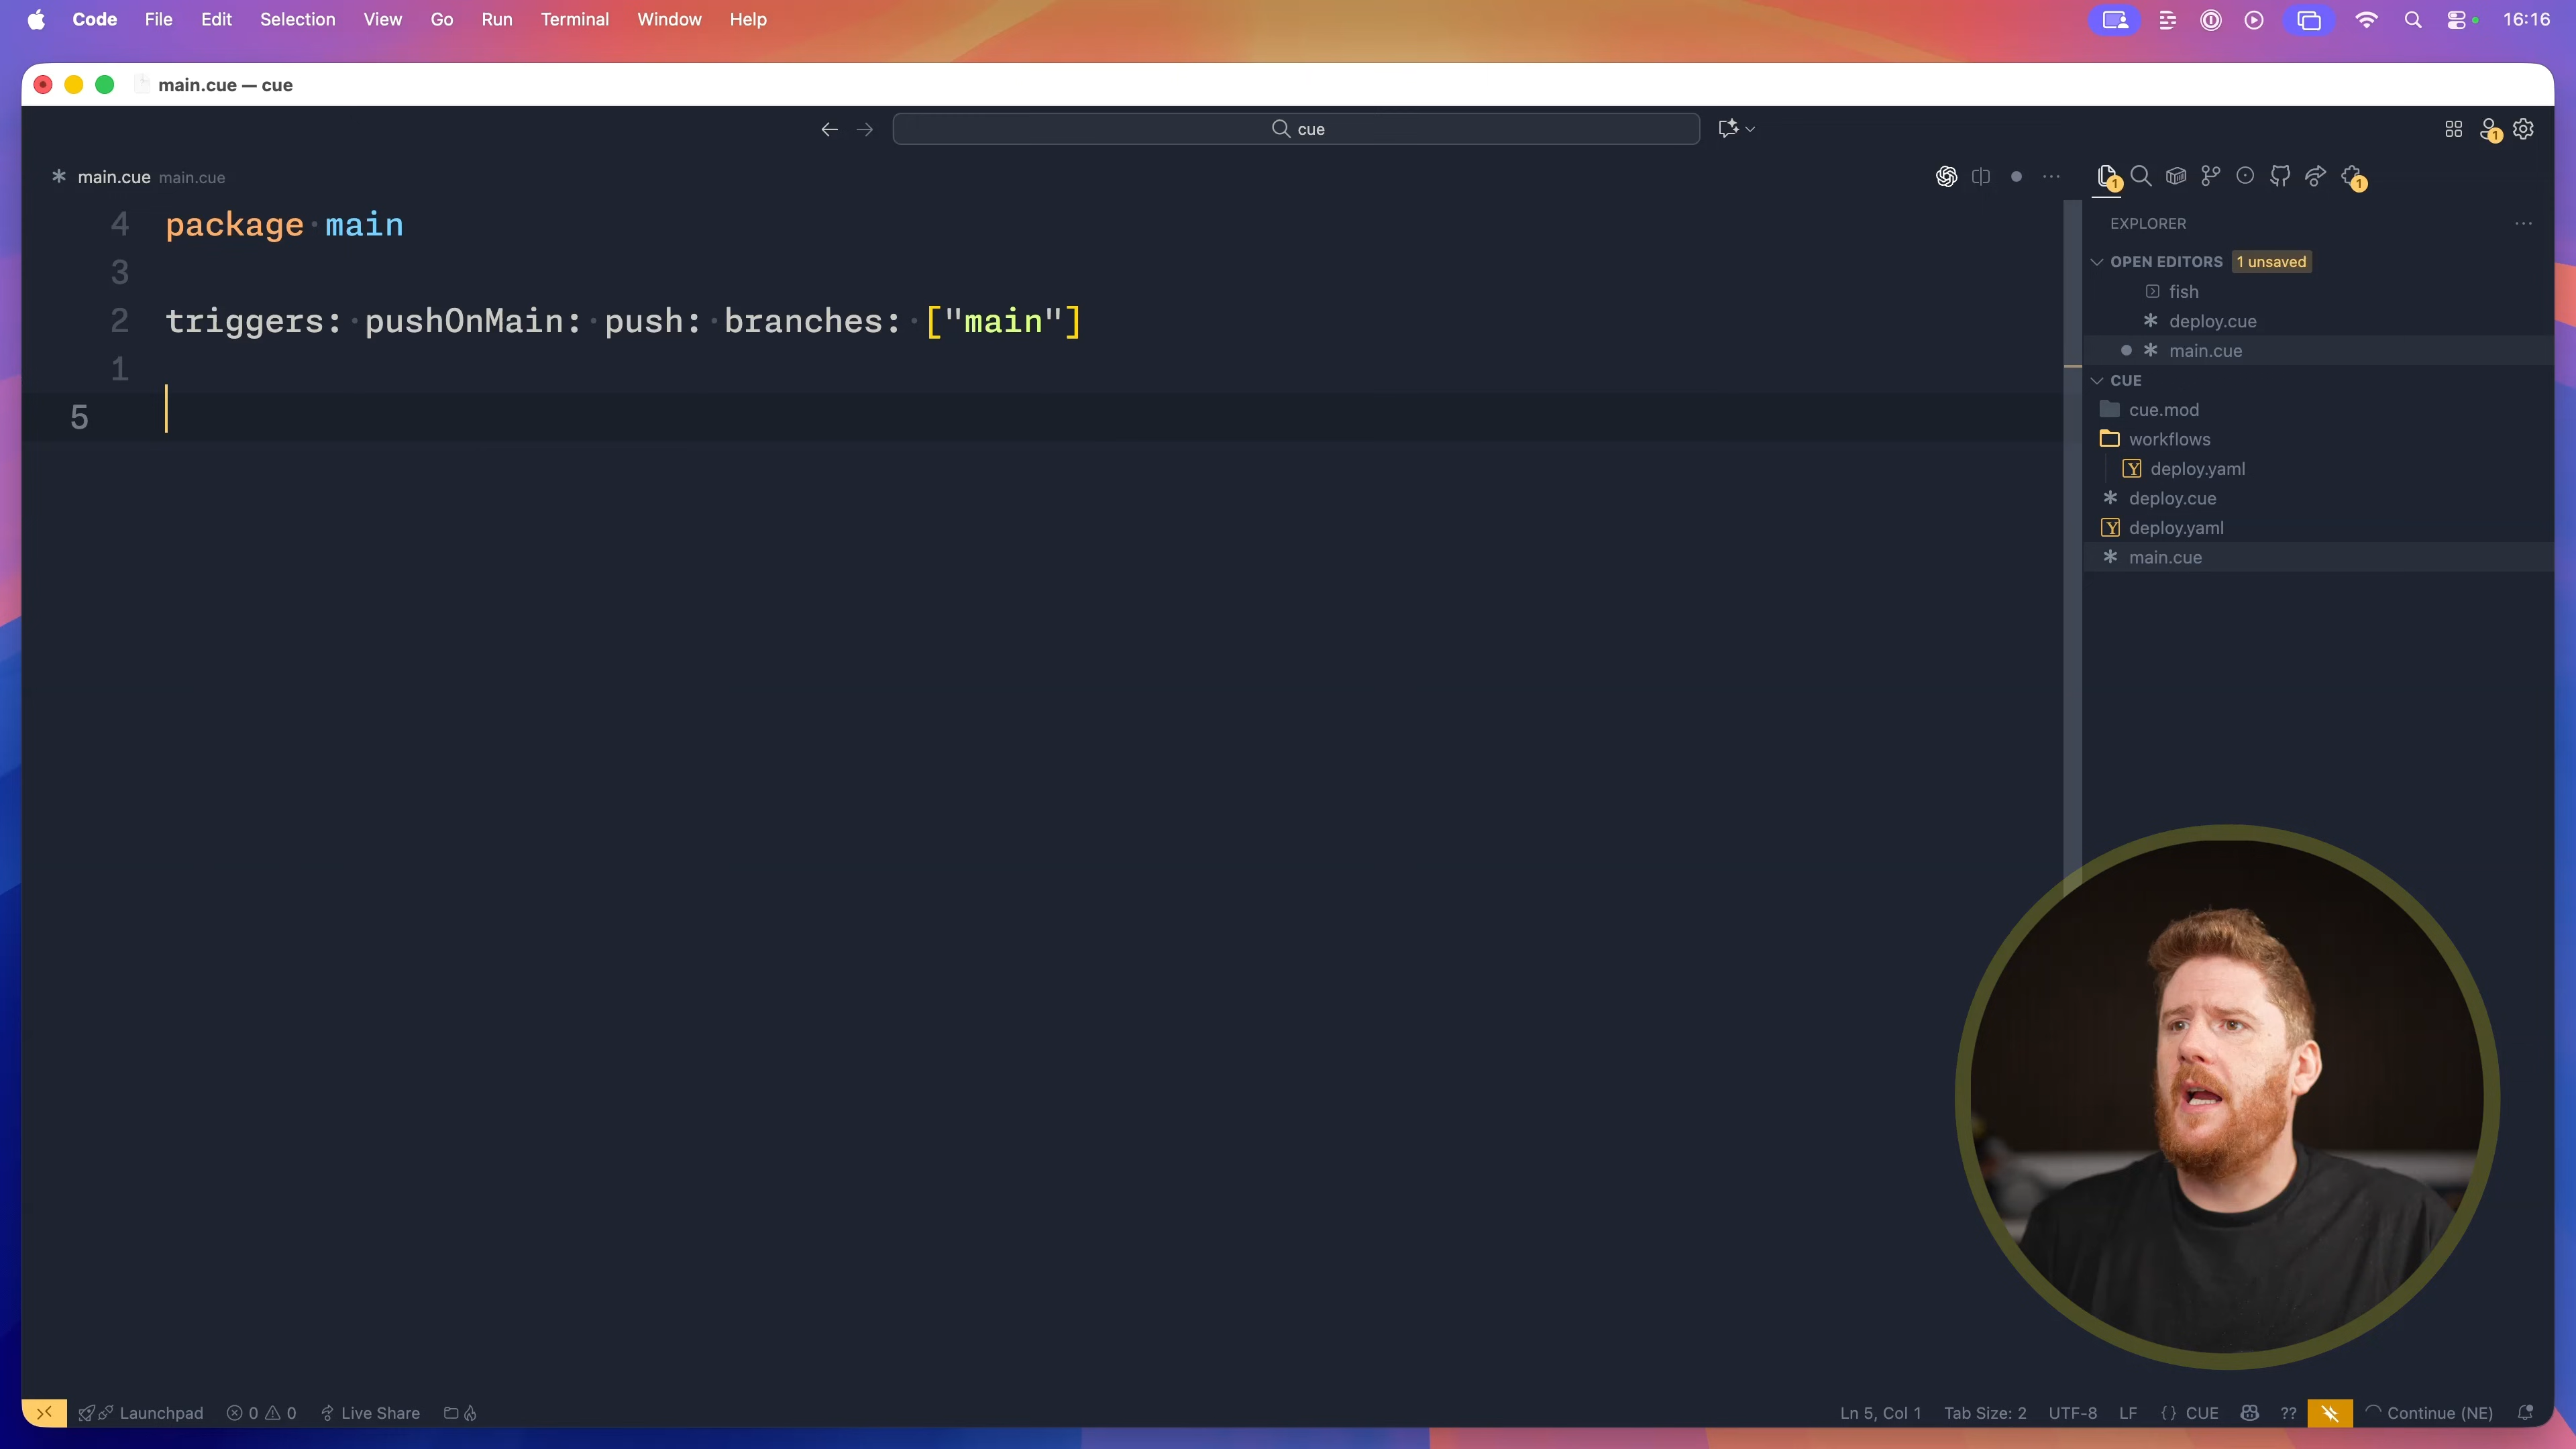 Code File Edit Selection View Go Run Terminal Window Help 16:16
main.cue — cue
cue
1
main.cue main.cue
1
1
4 package main
3
2 triggers: pushOnMain: push: branches: ["main"]
1
5
EXPLORER
OPEN EDITORS 1 unsaved
fish
deploy.cue
main.cue
CUE
cue.mod
workflows
deploy.yaml
deploy.cue
deploy.yaml
main.cue
Launchpad 0 0 Live Share Ln 5, Col 1 Tab Size: 2 UTF-8 LF {} CUE ?? Continue (NE)